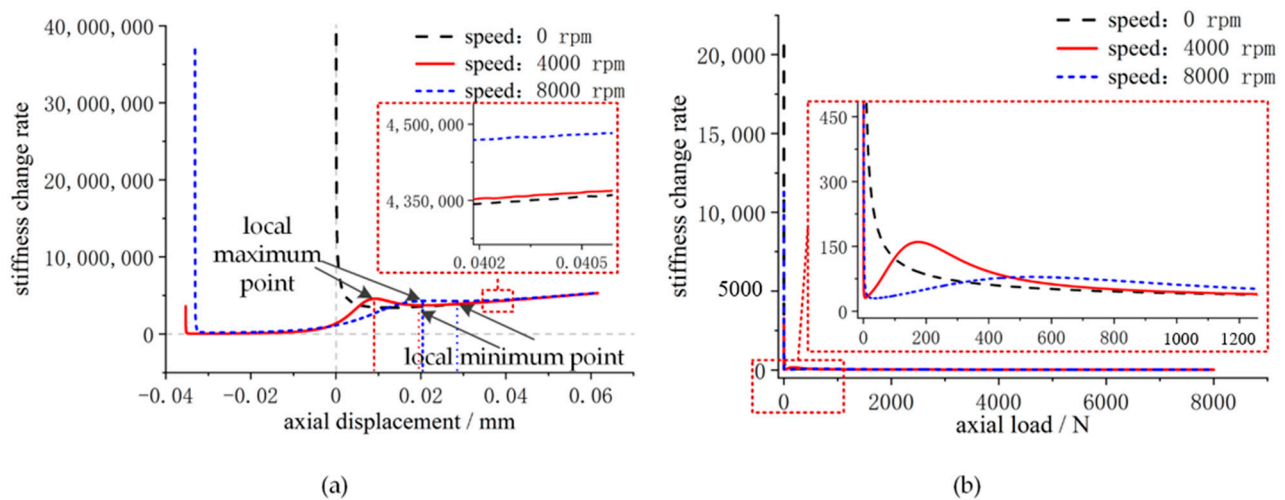 40,000,000
30,000,000
20,000,000
10,000,000
0
stiffness change rate
-0.04
-0.02
0.00
0.02
0.04
0.06
axial displacement / mm
speed: 0 rpm
speed: 4000 rpm
speed: 8000 rpm
4,500,000
4,350,000
0.0402
0.0405
local
maximum
point
local minimum point
(a)
20,000
15,000
10,000
5000
0
stiffness change rate
0
2000
4000
6000
8000
axial load / N
speed: 0 rpm
speed: 4000 rpm
speed: 8000 rpm
450
300
150
0
0
200
400
600
800
1000
1200
(b)